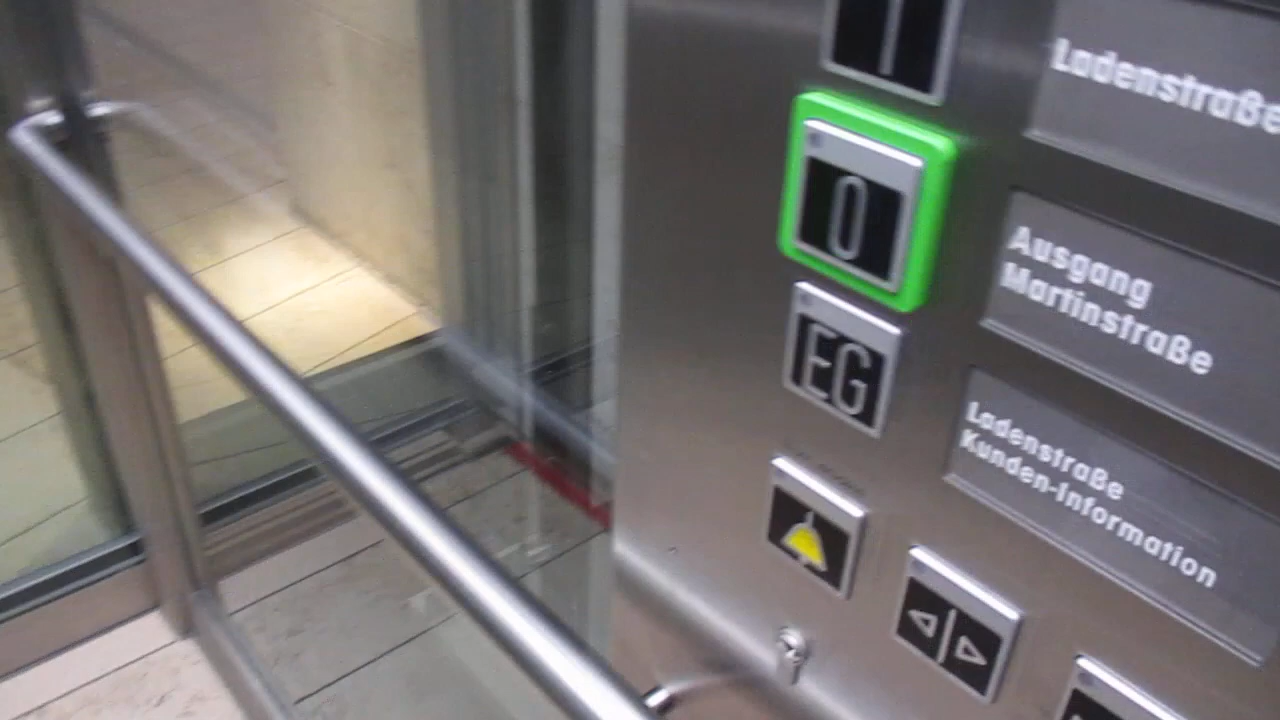 1
Ladenstraße
0
Ausgang
Martinstraße
EG
Ladenstraße
Kunden-Information